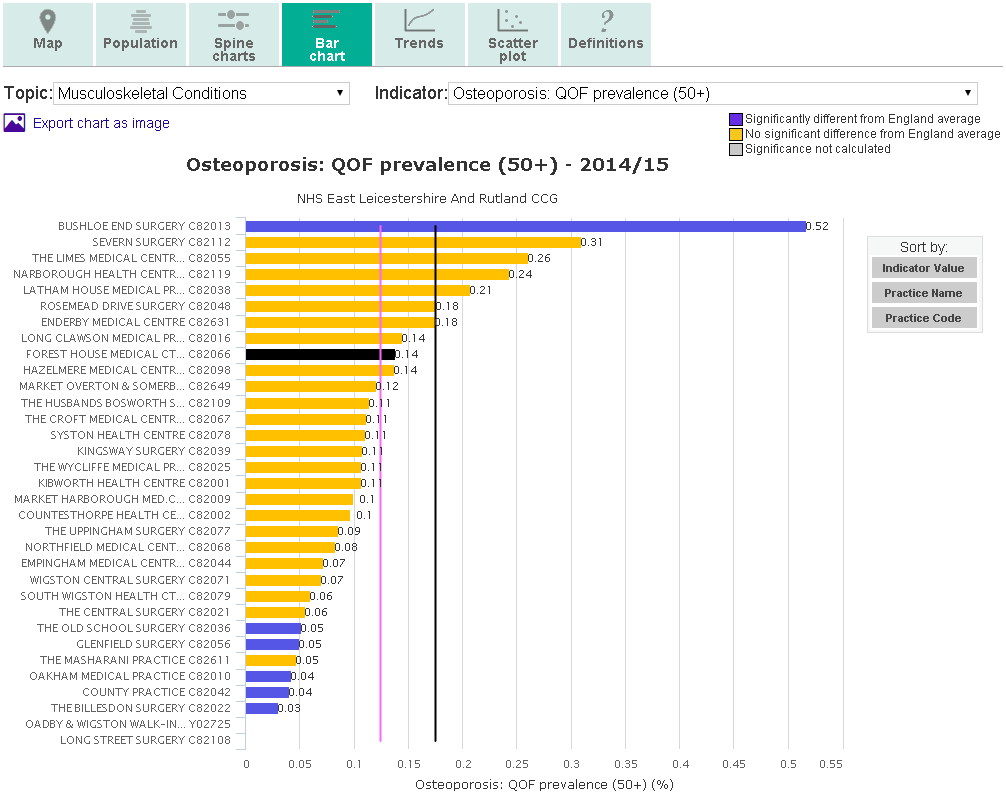 Map
Population
Spine
charts
Bar
chart
Trends
Scatter
plot
?
Definitions
Topic: Musculoskeletal Conditions
Indicator: Osteoporosis: QOF prevalence (50+)
Export chart as image
Significantly different from England average
No significant difference from England average
Significance not calculated
Osteoporosis: QOF prevalence (50+) - 2014/15
NHS East Leicestershire And Rutland CCG
BUSHLOE END SURGERY C82013 0.52
SEVERN SURGERY C82112 0.31
THE LIMES MEDICAL CENTR... C82055 0.26
NARBOROUGH HEALTH CENTR... C82119 0.24
LATHAM HOUSE MEDICAL PR... C82038 0.21
ROSEMEAD DRIVE SURGERY C82048 0.18
ENDERBY MEDICAL CENTRE C82631 0.18
LONG CLAWSON MEDICAL PR... C82016 0.14
FOREST HOUSE MEDICAL CT... C82066 0.14
HAZELMERE MEDICAL CENTR... C82098 0.14
MARKET OVERTON & SOMERB... C82649 0.12
THE HUSBANDS BOSWORTH S... C82109 0.11
THE CROFT MEDICAL CENTR... C82067 0.11
SYSTON HEALTH CENTRE C82078 0.11
KINGSWAY SURGERY C82039 0.11
THE WYCLIFFE MEDICAL PR... C82025 0.11
KIBWORTH HEALTH CENTRE C82001 0.11
MARKET HARBOROUGH MED.C... C82009 0.1
COUNTESTHORPE HEALTH CE... C82002 0.1
THE UPPINGHAM SURGERY C82077 0.09
NORTHFIELD MEDICAL CENT... C82068 0.08
EMPINGHAM MEDICAL CENTR... C82044 0.07
WIGSTON CENTRAL SURGERY C82071 0.07
SOUTH WIGSTON HEALTH CT... C82079 0.06
THE CENTRAL SURGERY C82021 0.06
THE OLD SCHOOL SURGERY C82036 0.05
GLENFIELD SURGERY C82056 0.05
THE MASHARANI PRACTICE C82611 0.05
OAKHAM MEDICAL PRACTICE C82010 0.04
COUNTY PRACTICE C82042 0.04
THE BILLESDON SURGERY C82022 0.03
OADBY & WIGSTON WALK-IN... Y02725
LONG STREET SURGERY C82108
0 0.05 0.1 0.15 0.2 0.25 0.3 0.35 0.4 0.45 0.5 0.55
Osteoporosis: QOF prevalence (50+) (%)
Sort by:
Indicator Value
Practice Name
Practice Code